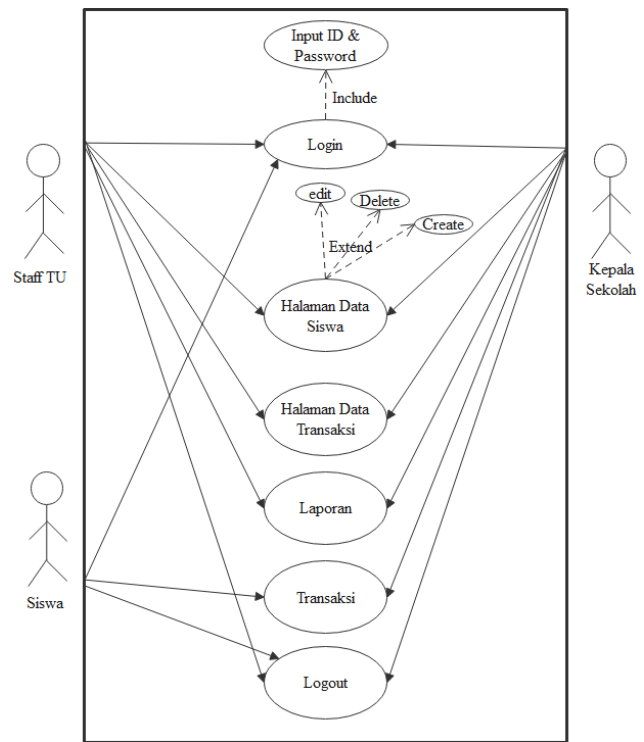 Input ID &
Password
Include
Login
edit
Delete
Create
Extend
Staff TU
Kepala
Sekolah
Halaman Data
Siswa
Halaman Data
Transaksi
Laporan
Siswa
Transaksi
Logout